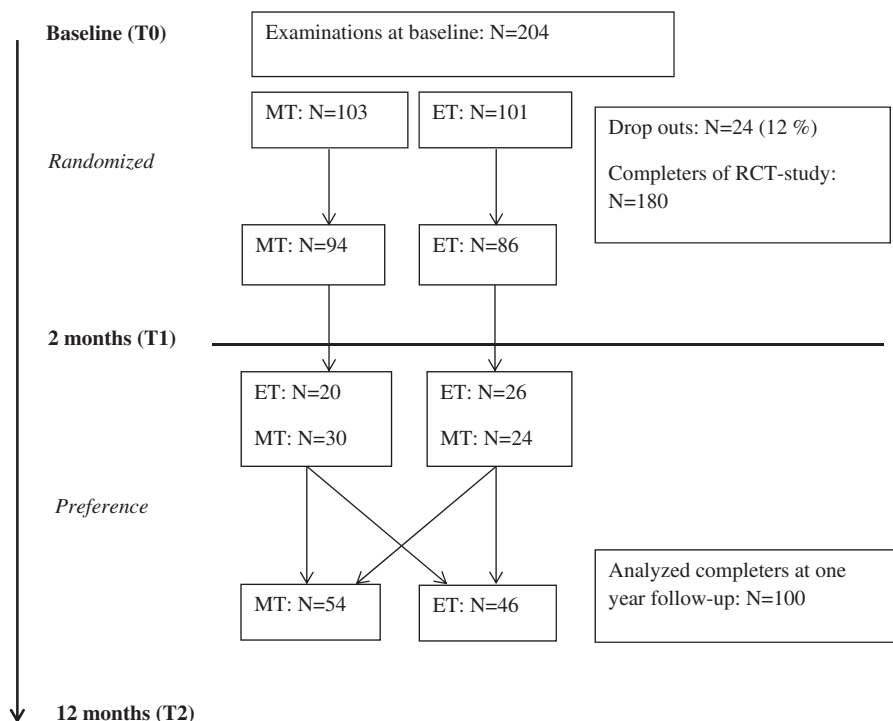 Baseline (T0)
Examinations at baseline: N=204
MT: N=103
ET: N=101
Drop outs: N=24 (12 %)
Completers of RCT-study:
N=180
Randomized
MT: N=94
ET: N=86
2 months (T1)
ET: N=20
MT: N=30
ET: N=26
MT: N=24
Preference
MT: N=54
ET: N=46
Analyzed completers at one
year follow-up: N=100
12 months (T2)